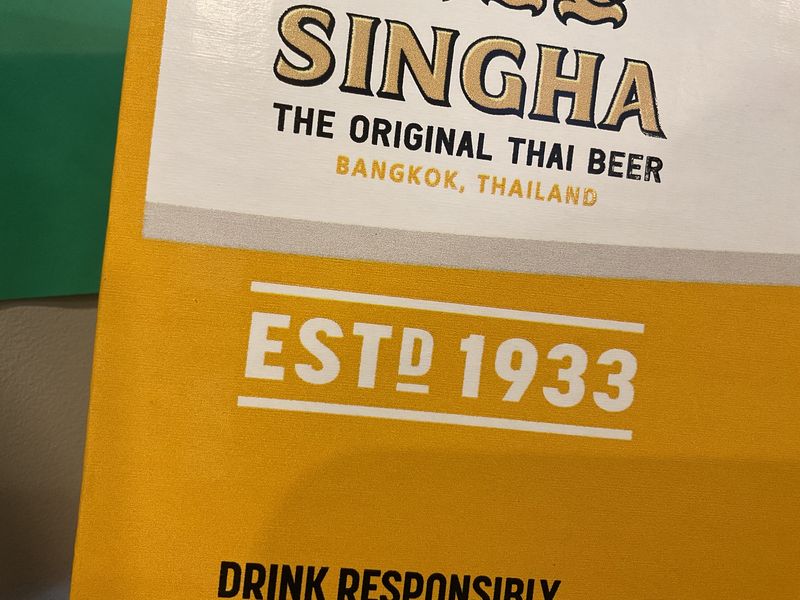 SINGHA
THE ORIGINAL THAI BEER
BANGKOK, THAILAND
ESTD 1933
DRINK RESPONSIBLY